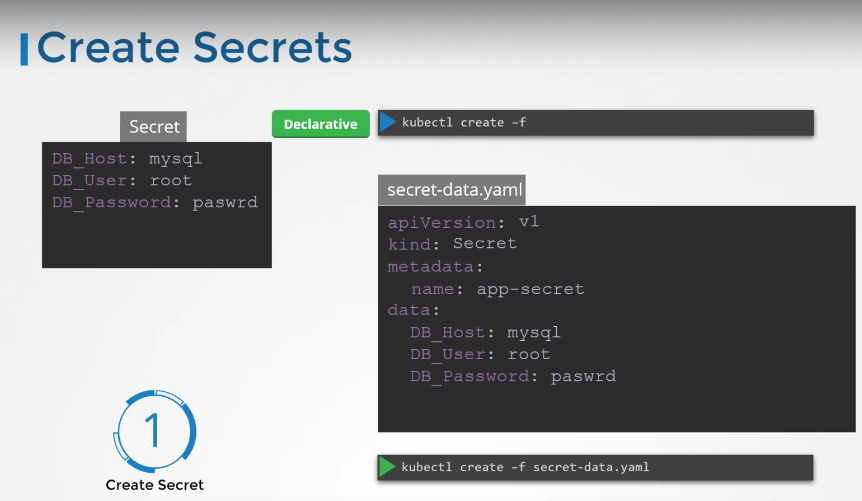 Create Secrets
Secret
DB_Host: mysql
DB_User: root
DB_Password: paswrd
Declarative
kubectl create –f
secret-data.yaml
apiVersion: v1
kind: Secret
metadata:
  name: app-secret
data:
  DB_Host: mysql
  DB_User: root
  DB_Password: paswrd
kubectl create –f secret-data.yaml
1
Create Secret